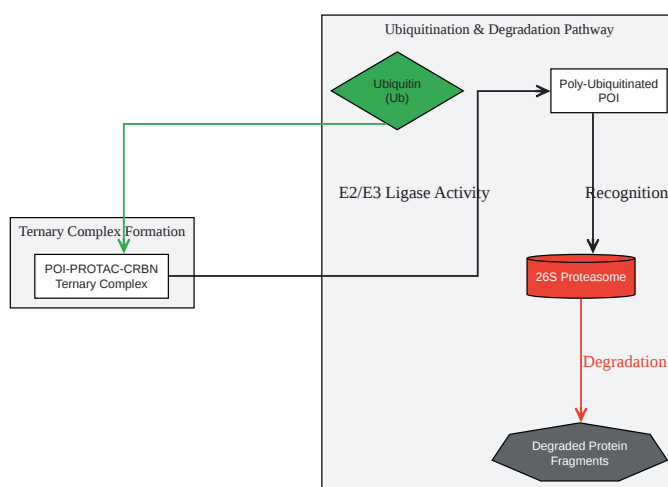 Ubiquitination & Degradation Pathway
Ubiquitin
(Ub)
Poly-Ubiquitinated
POI
E2/E3 Ligase Activity
Recognition
Ternary Complex Formation
POI-PROTAC-CRBN
Ternary Complex
26S Proteasome
Degradation
Degraded Protein
Fragments